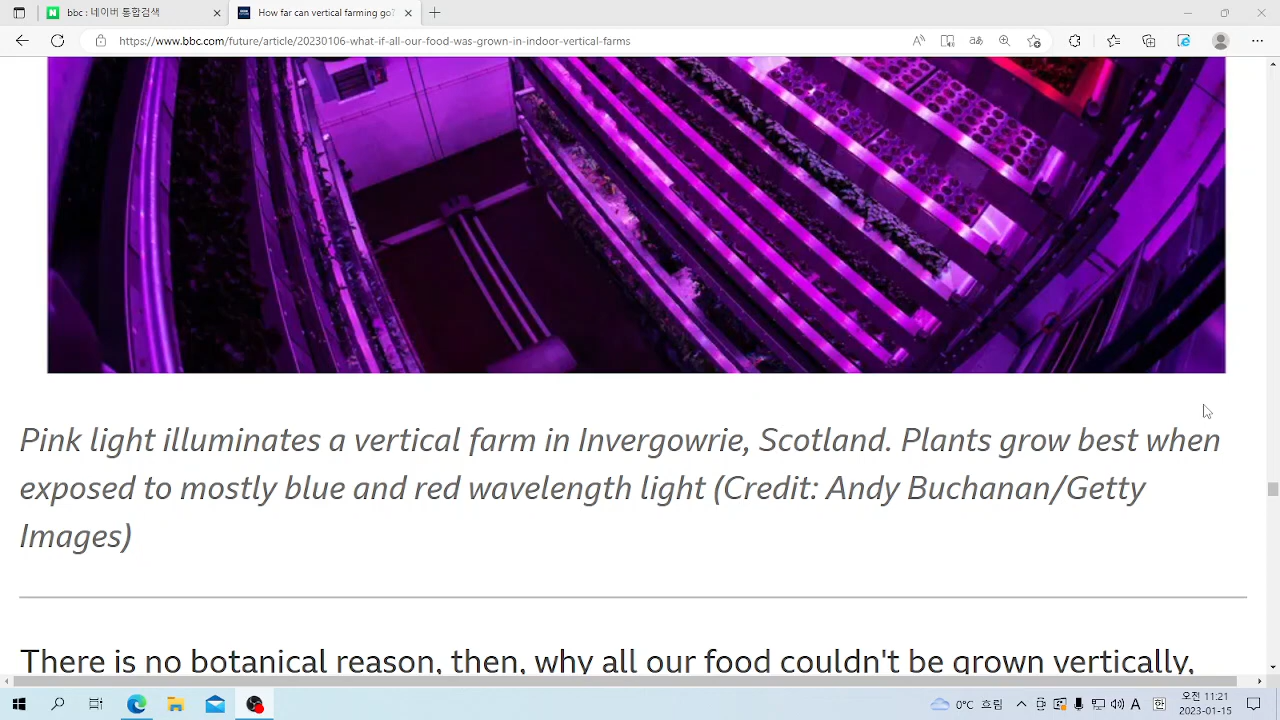 bbc : 네이버 통합검색
How far can vertical farming go?
https://www.bbc.com/future/article/20230106-what-if-all-our-food-was-grown-in-indoor-vertical-farms
Pink light illuminates a vertical farm in Invergowrie, Scotland. Plants grow best when
exposed to mostly blue and red wavelength light (Credit: Andy Buchanan/Getty
Images)
There is no botanical reason, then, why all our food couldn't be grown vertically,
0°C 흐림
A
오전 11:21
2023-01-15